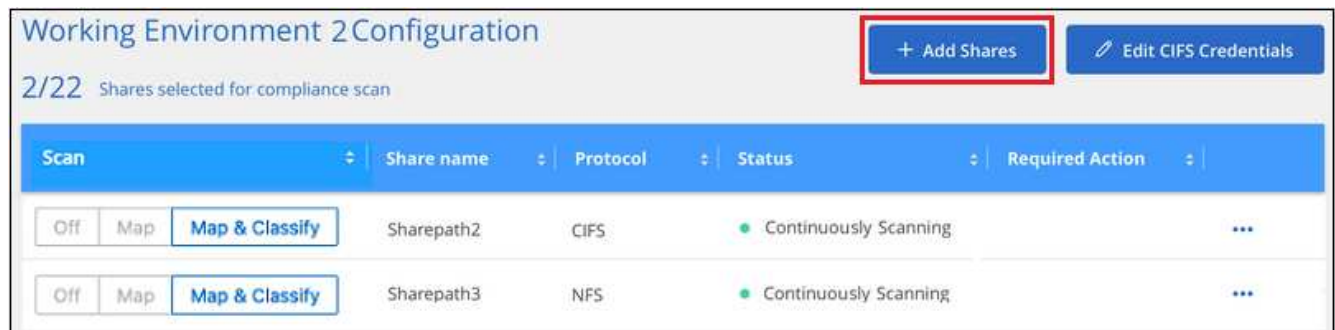 Working Environment 2 Configuration
+ Add Shares
Edit CIFS Credentials
2/22 Shares selected for compliance scan
Scan Share name Protocol Status Required Action
Off Map Map & Classify Sharepath2 CIFS Continuously Scanning ...
Off Map Map & Classify Sharepath3 NFS Continuously Scanning ...